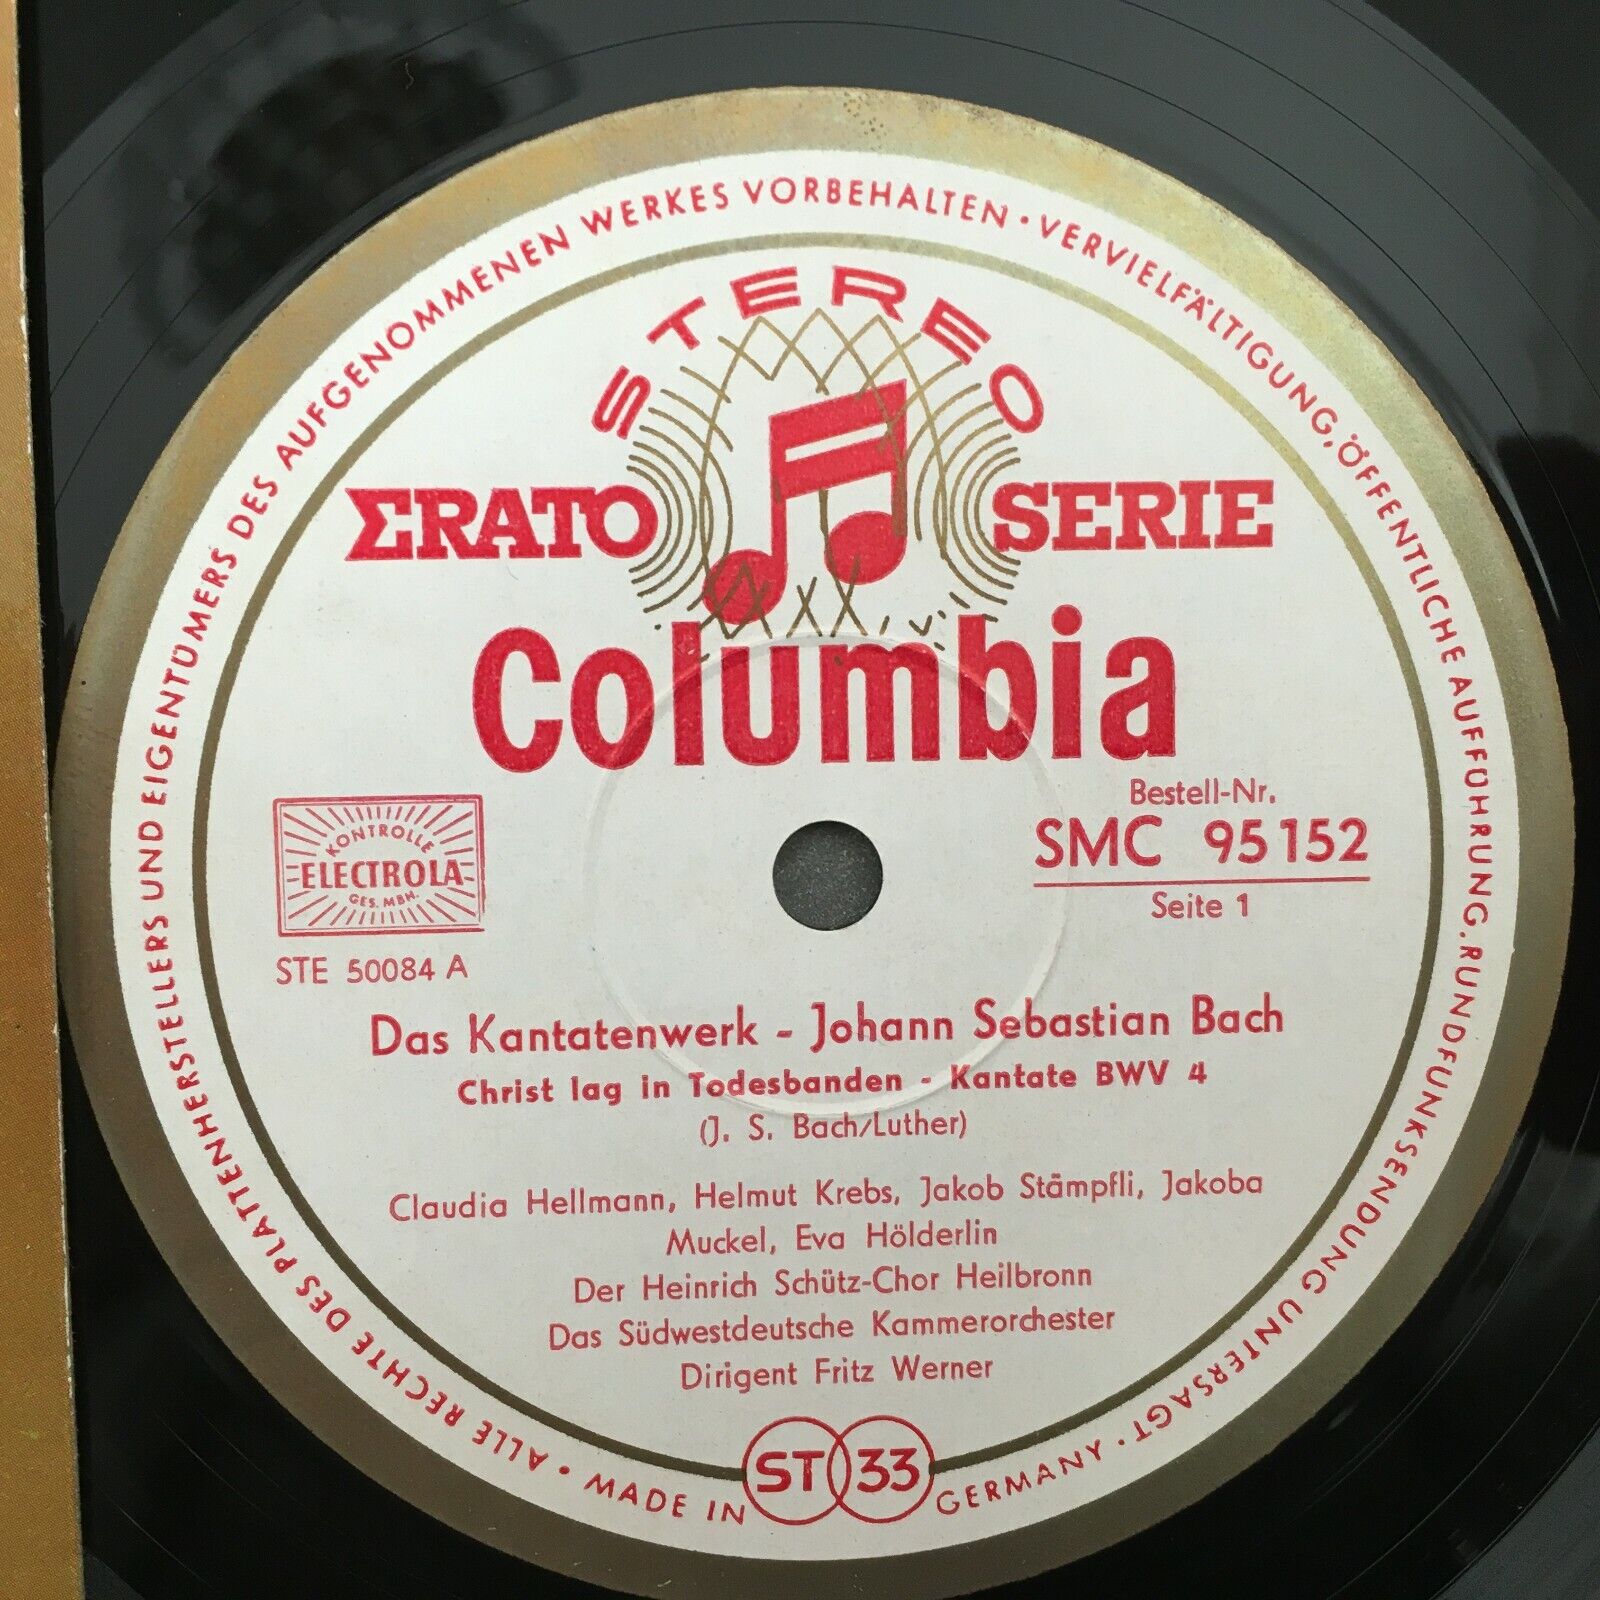 ALLE RECHTE DES PLATTENHERSTELLERS UND EIGENTÜMERS DES AUFGENOMMENEN WERKES VORBEHALTEN • VERVIELFÄLTIGUNG, ÖFFENTLICHE AUFFÜHRUNG, RUNDFUNKSENDUNG UNTERSAGT •
STEREO
ERATO SERIE
Columbia
Bestell-Nr.
SMC 95 152
Seite 1
KONTROLLE
ELECTROLA
GES. MBH.
STE 50084 A
Das Kantatenwerk - Johann Sebastian Bach
Christ lag in Todesbanden - Kantate BWV 4
(J. S. Bach/Luther)
Claudia Hellmann, Helmut Krebs, Jakob Stämpfli, Jakoba
Muckel, Eva Hölderlin
Der Heinrich Schütz-Chor Heilbronn
Das Südwestdeutsche Kammerorchester
Dirigent Fritz Werner
ST 33
MADE IN GERMANY •